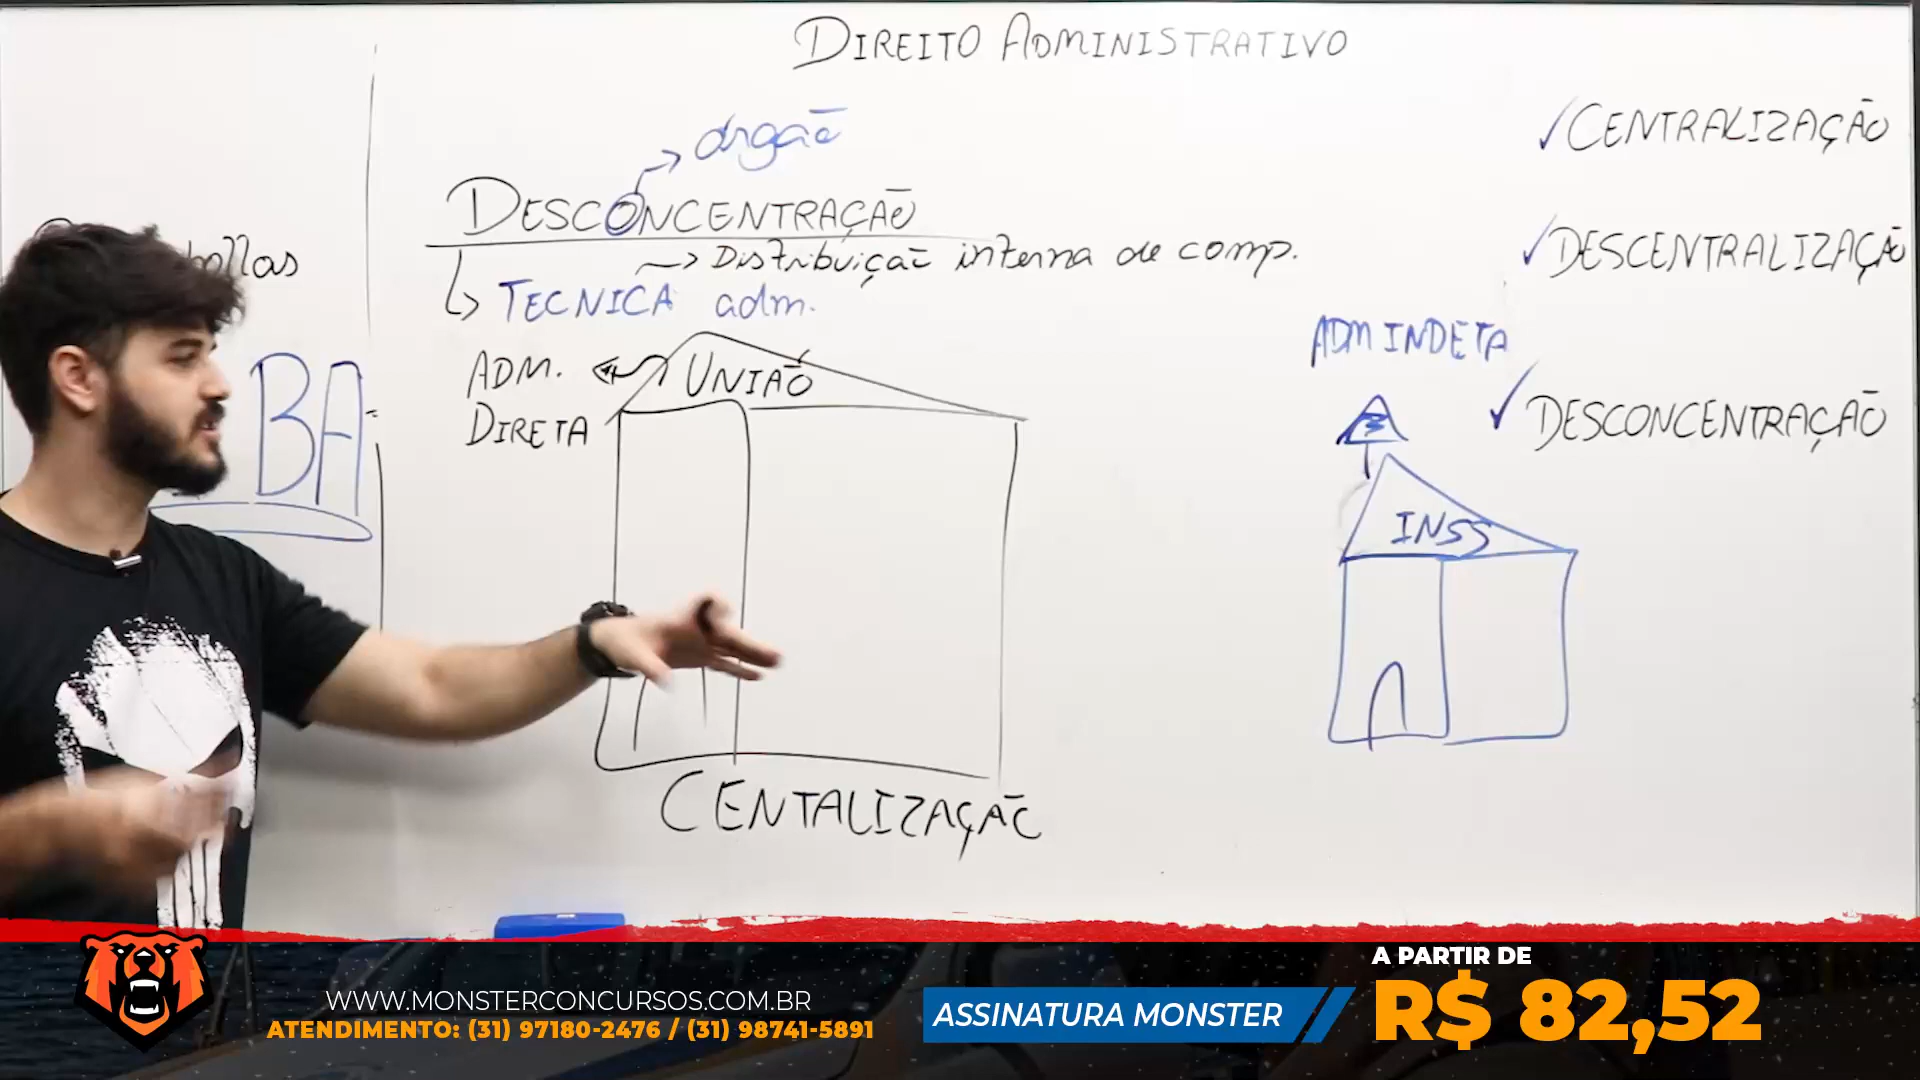 DIREITO ADMINISTRATIVO
órgão
DESCONCENTRAÇÃO
→ Distribuição interna de comp.
↳ TECNICA adm.
ADM.
DIRETA
UNIÃO
CENTALIZAÇÃO
BA
✓CENTRALIZAÇÃO
✓DESCENTRALIZAÇÃO
ADM INDETA
✓DESCONCENTRAÇÃO
INSS
WWW.MONSTERCONCURSOS.COM.BR
ATENDIMENTO: (31) 97180-2476 / (31) 98741-5891
ASSINATURA MONSTER
A PARTIR DE
R$ 82,52